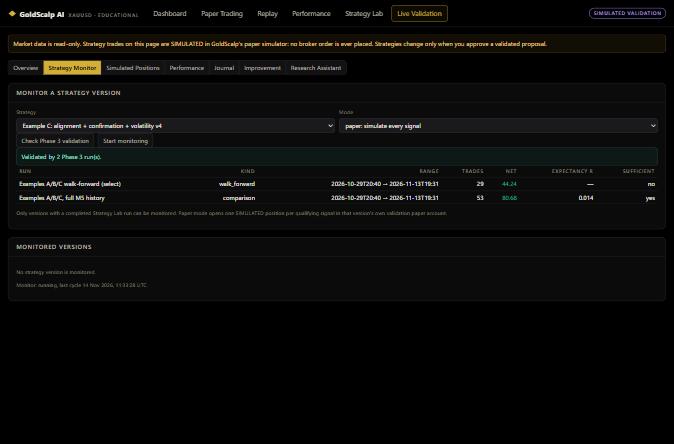 GoldScalp AI XAUUSD · EDUCATIONAL Dashboard Paper Trading Replay Performance Strategy Lab Live Validation SIMULATED VALIDATION
Market data is read-only. Strategy trades on this page are SIMULATED in GoldScalp's paper simulator: no broker order is ever placed. Strategies change only when you approve a validated proposal.
Overview Strategy Monitor Simulated Positions Performance Journal Improvement Research Assistant
MONITOR A STRATEGY VERSION
Strategy Mode
Example C: alignment + confirmation + volatility v4 paper: simulate every signal
Check Phase 3 validation Start monitoring
Validated by 2 Phase 3 run(s).
RUN KIND RANGE TRADES NET EXPECTANCY R SUFFICIENT
Examples A/B/C walk-forward (select) walk_forward 2026-10-29T20:40 → 2026-11-13T19:31 29 44.24 — no
Examples A/B/C, full M5 history comparison 2026-10-29T20:40 → 2026-11-13T19:31 53 80.68 0.014 yes
Only versions with a completed Strategy Lab run can be monitored. Paper mode opens one SIMULATED position per qualifying signal in that version's own validation paper account.
MONITORED VERSIONS
No strategy version is monitored.
Monitor: running, last cycle 14 Nov 2026, 11:33:28 UTC